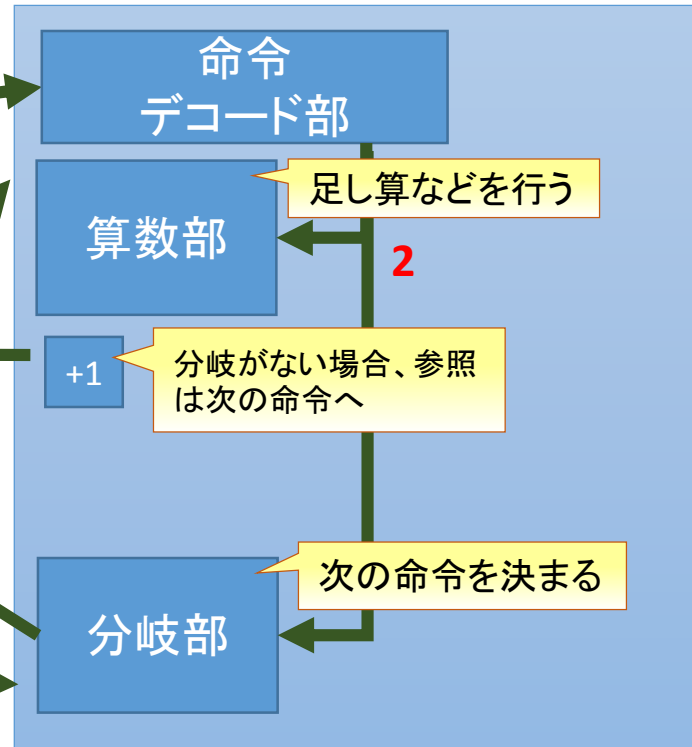 命令
デコード部
足し算などを行う
算数部
2
+1
分岐がない場合、参照
は次の命令へ
次の命令を決まる
分岐部